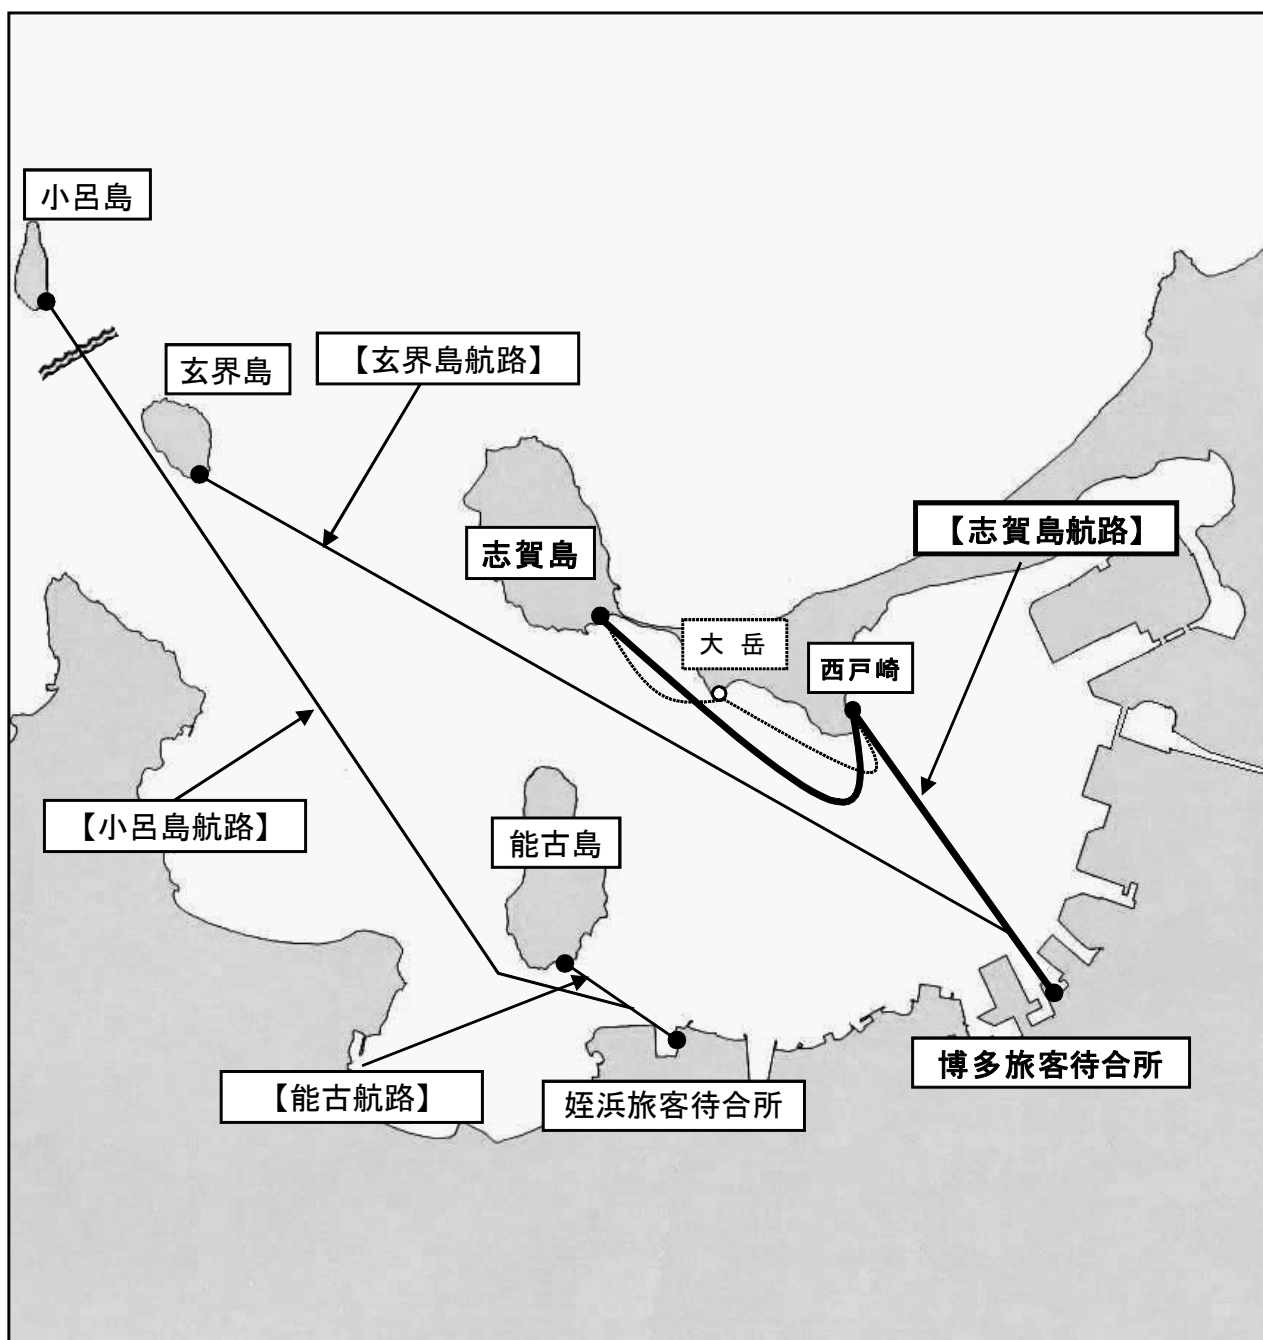 小呂島
玄界島
【玄界島航路】
志賀島
【志賀島航路】
大 岳
西戸崎
【小呂島航路】
能古島
博多旅客待合所
【能古航路】
姪浜旅客待合所